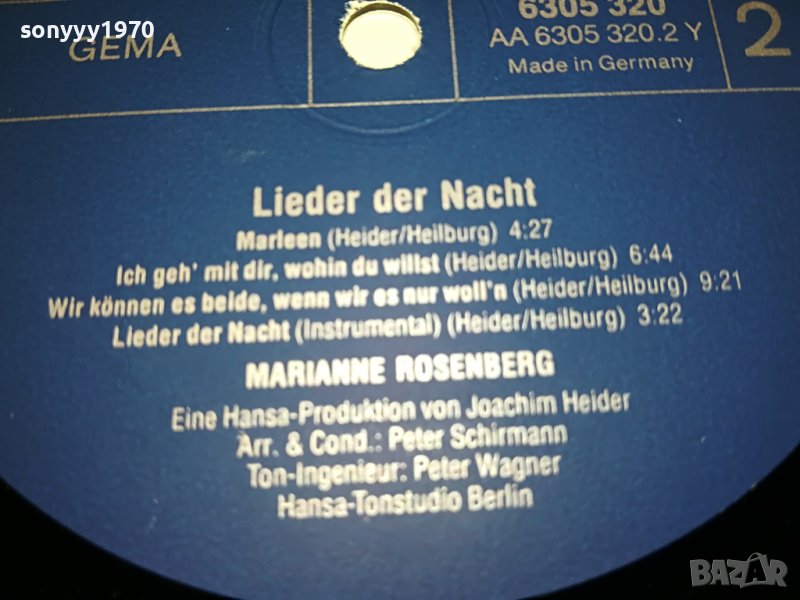 sonyyy1970
GEMA
6305 320
AA 6305 320.2 Y
Made in Germany
2
Lieder der Nacht
Marleen (Heider/Heilburg) 4:27
Ich geh' mit dir, wohin du willst (Heider/Heilburg) 6:44
Wir können es beide, wenn wir es nur woll'n (Heider/Heilburg) 9:21
Lieder der Nacht (Instrumental) (Heider/Heilburg) 3:22
MARIANNE ROSENBERG
Eine Hansa-Produktion von Joachim Heider
Arr. & Cond.: Peter Schirmann
Ton-Ingenieur: Peter Wagner
Hansa-Tonstudio Berlin
BAZAR